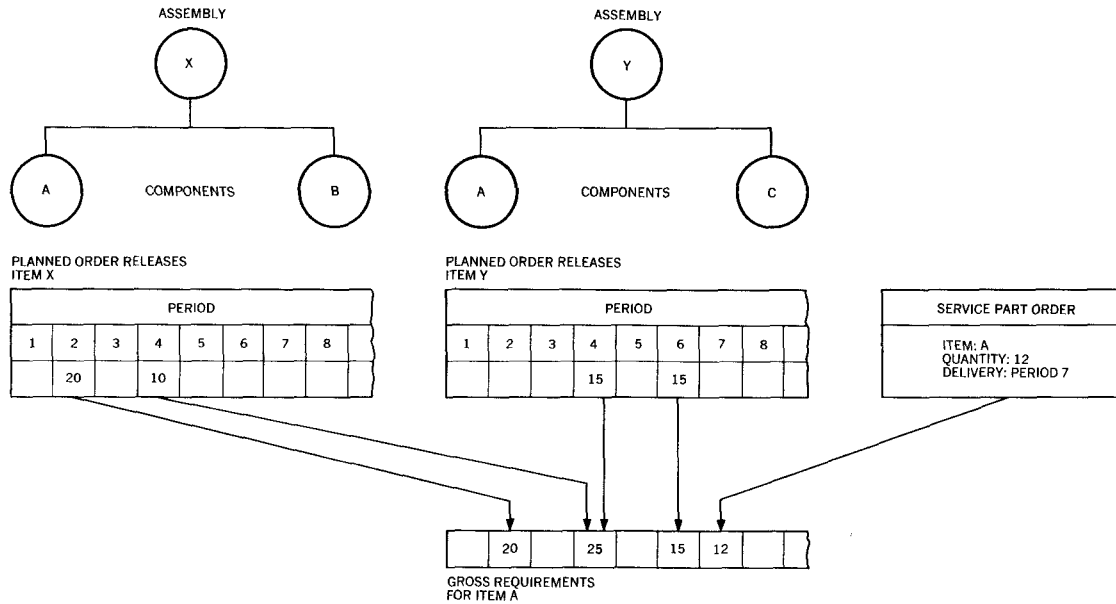 ASSEMBLY
X
A
COMPONENTS
B
ASSEMBLY
Y
A
COMPONENTS
C
PLANNED ORDER RELEASES
ITEM X
PERIOD
1 2 3 4 5 6 7 8
20 10
PLANNED ORDER RELEASES
ITEM Y
PERIOD
1 2 3 4 5 6 7 8
15 15
SERVICE PART ORDER
ITEM: A
QUANTITY: 12
DELIVERY: PERIOD 7
20 25 15 12
GROSS REQUIREMENTS
FOR ITEM A